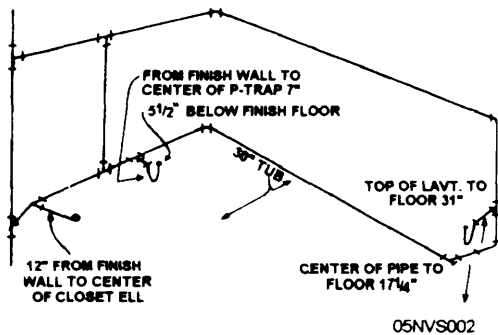 FROM FINISH WALL TO
CENTER OF P-TRAP 7"
5 1/2" BELOW FINISH FLOOR
30" TUB
TOP OF LAVT. TO
FLOOR 31"
12" FROM FINISH
WALL TO CENTER
OF CLOSET ELL
CENTER OF PIPE TO
FLOOR 17 1/4"
05NVS002